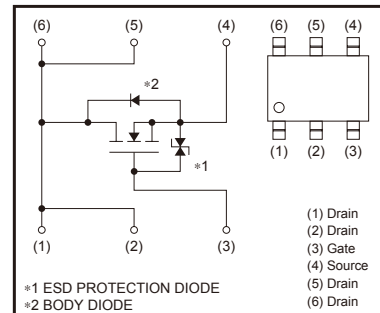 (6) (5) (4)
∗2
∗1
(1) (2) (3)
∗1 ESD PROTECTION DIODE
∗2 BODY DIODE
(6) (5) (4)
(1) (2) (3)
(1) Drain
(2) Drain
(3) Gate
(4) Source
(5) Drain
(6) Drain